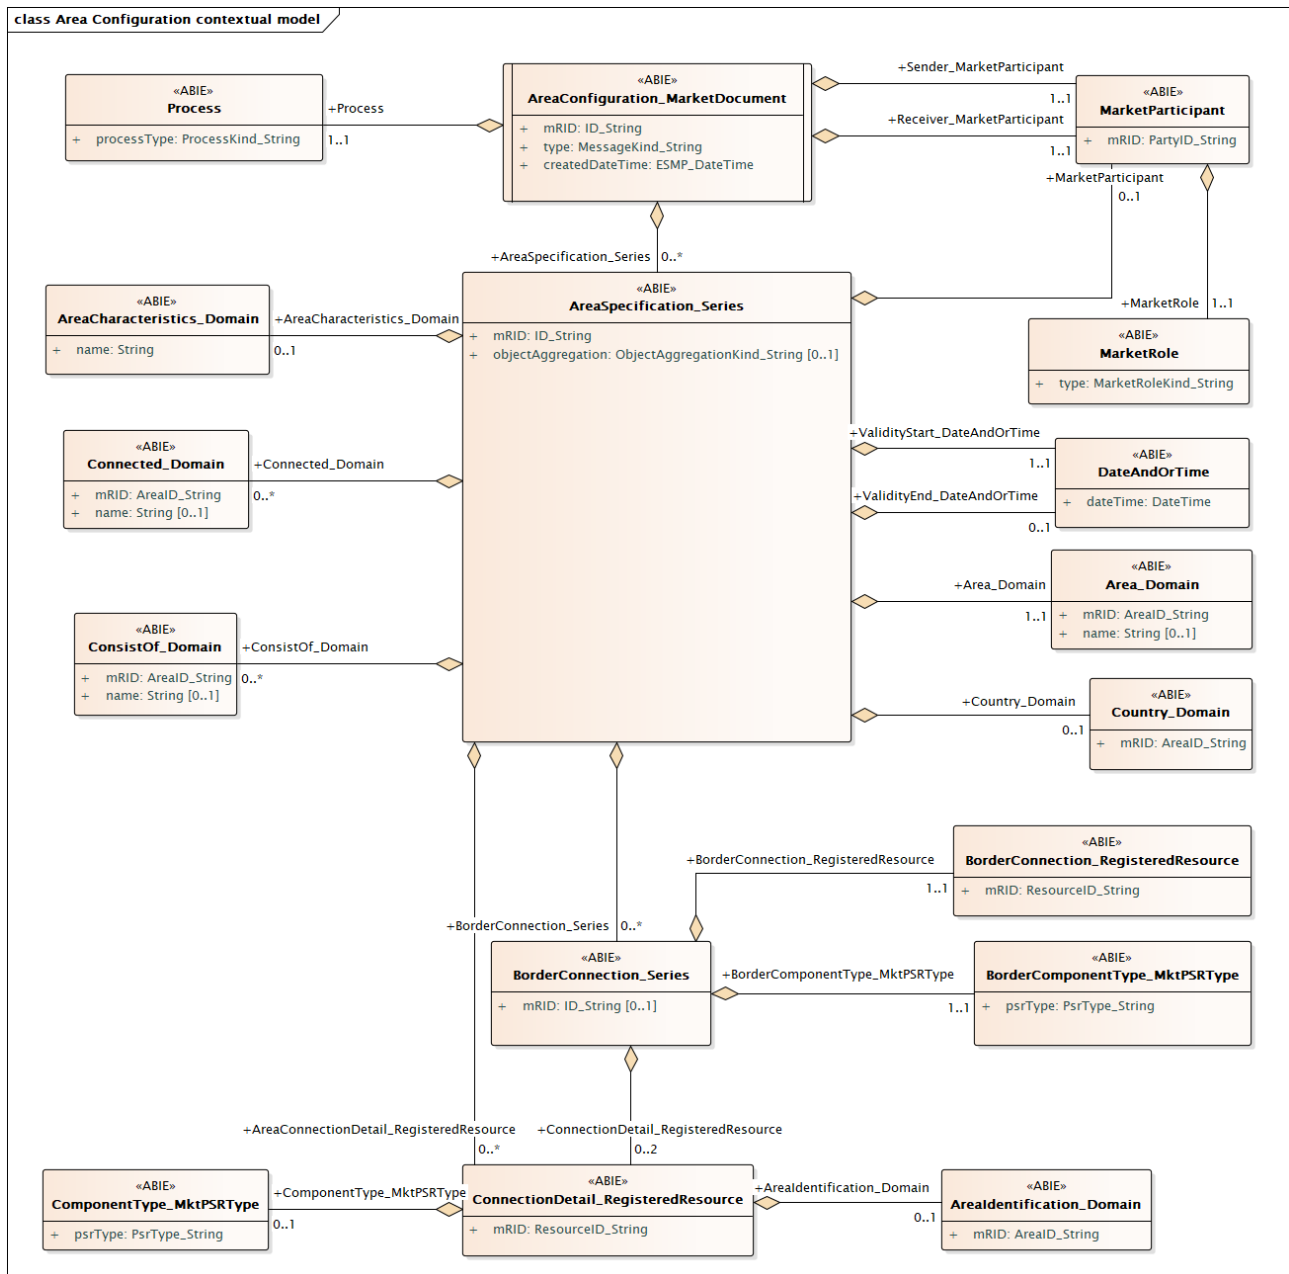 class Area Configuration contextual model
«ABIE»
Process
+ processType: ProcessKind_String
+Process
1..1
«ABIE»
AreaConfiguration_MarketDocument
+ mRID: ID_String
+ type: MessageKind_String
+ createdDateTime: ESMP_DateTime
+Sender_MarketParticipant
1..1
+Receiver_MarketParticipant
1..1
«ABIE»
MarketParticipant
+ mRID: PartyID_String
+MarketParticipant
0..1
+AreaSpecification_Series
0..*
+MarketRole
1..1
«ABIE»
MarketRole
+ type: MarketRoleKind_String
«ABIE»
AreaSpecification_Series
+ mRID: ID_String
+ objectAggregation: ObjectAggregationKind_String [0..1]
«ABIE»
AreaCharacteristics_Domain
+ name: String
+AreaCharacteristics_Domain
0..1
«ABIE»
Connected_Domain
+ mRID: AreaID_String
+ name: String [0..1]
+Connected_Domain
0..*
+ValidityStart_DateAndOrTime
1..1
+ValidityEnd_DateAndOrTime
0..1
«ABIE»
DateAndOrTime
+ dateTime: DateTime
+Area_Domain
1..1
«ABIE»
Area_Domain
+ mRID: AreaID_String
+ name: String [0..1]
«ABIE»
ConsistOf_Domain
+ mRID: AreaID_String
+ name: String [0..1]
+ConsistOf_Domain
0..*
+Country_Domain
0..1
«ABIE»
Country_Domain
+ mRID: AreaID_String
+BorderConnection_RegisteredResource
1..1
«ABIE»
BorderConnection_RegisteredResource
+ mRID: ResourceID_String
+BorderConnection_Series
0..*
«ABIE»
BorderConnection_Series
+ mRID: ID_String [0..1]
+BorderComponentType_MktPSRType
1..1
«ABIE»
BorderComponentType_MktPSRType
+ psrType: PsrType_String
+AreaConnectionDetail_RegisteredResource
0..*
+ConnectionDetail_RegisteredResource
0..2
«ABIE»
ComponentType_MktPSRType
+ psrType: PsrType_String
+ComponentType_MktPSRType
0..1
«ABIE»
ConnectionDetail_RegisteredResource
+ mRID: ResourceID_String
+AreaIdentification_Domain
0..1
«ABIE»
AreaIdentification_Domain
+ mRID: AreaID_String